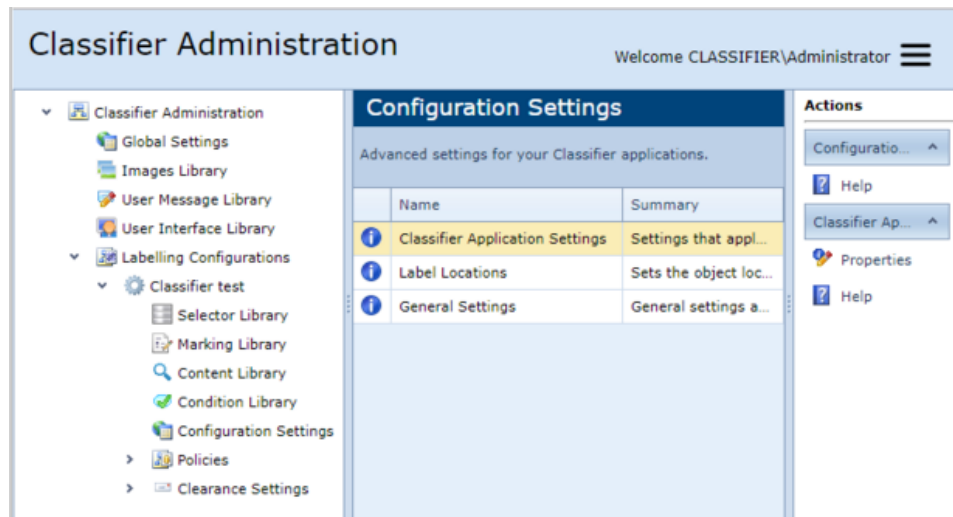 Classifier Administration
Welcome CLASSIFIER\Administrator
Classifier Administration
Global Settings
Images Library
User Message Library
User Interface Library
Labelling Configurations
Classifier test
Selector Library
Marking Library
Content Library
Condition Library
Configuration Settings
Policies
Clearance Settings
Configuration Settings
Advanced settings for your Classifier applications.
Name Summary
Classifier Application Settings Settings that appl...
Label Locations Sets the object loc...
General Settings General settings a...
Actions
Configuratio...
Help
Classifier Ap...
Properties
Help